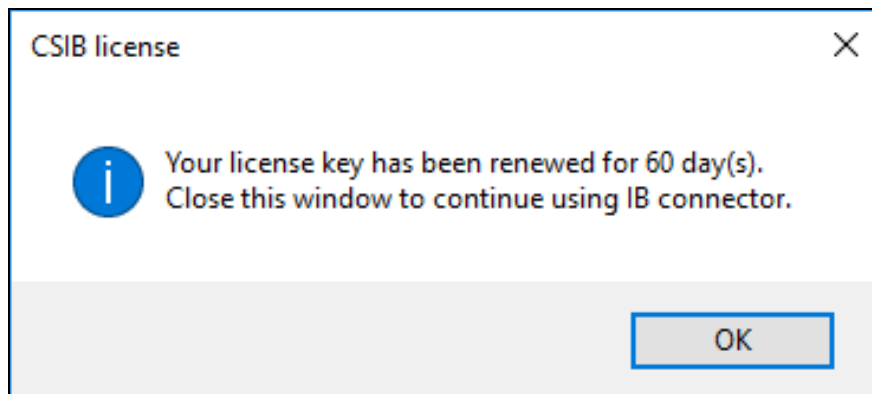 CSIB license
Your license key has been renewed for 60 day(s).
Close this window to continue using IB connector.
OK